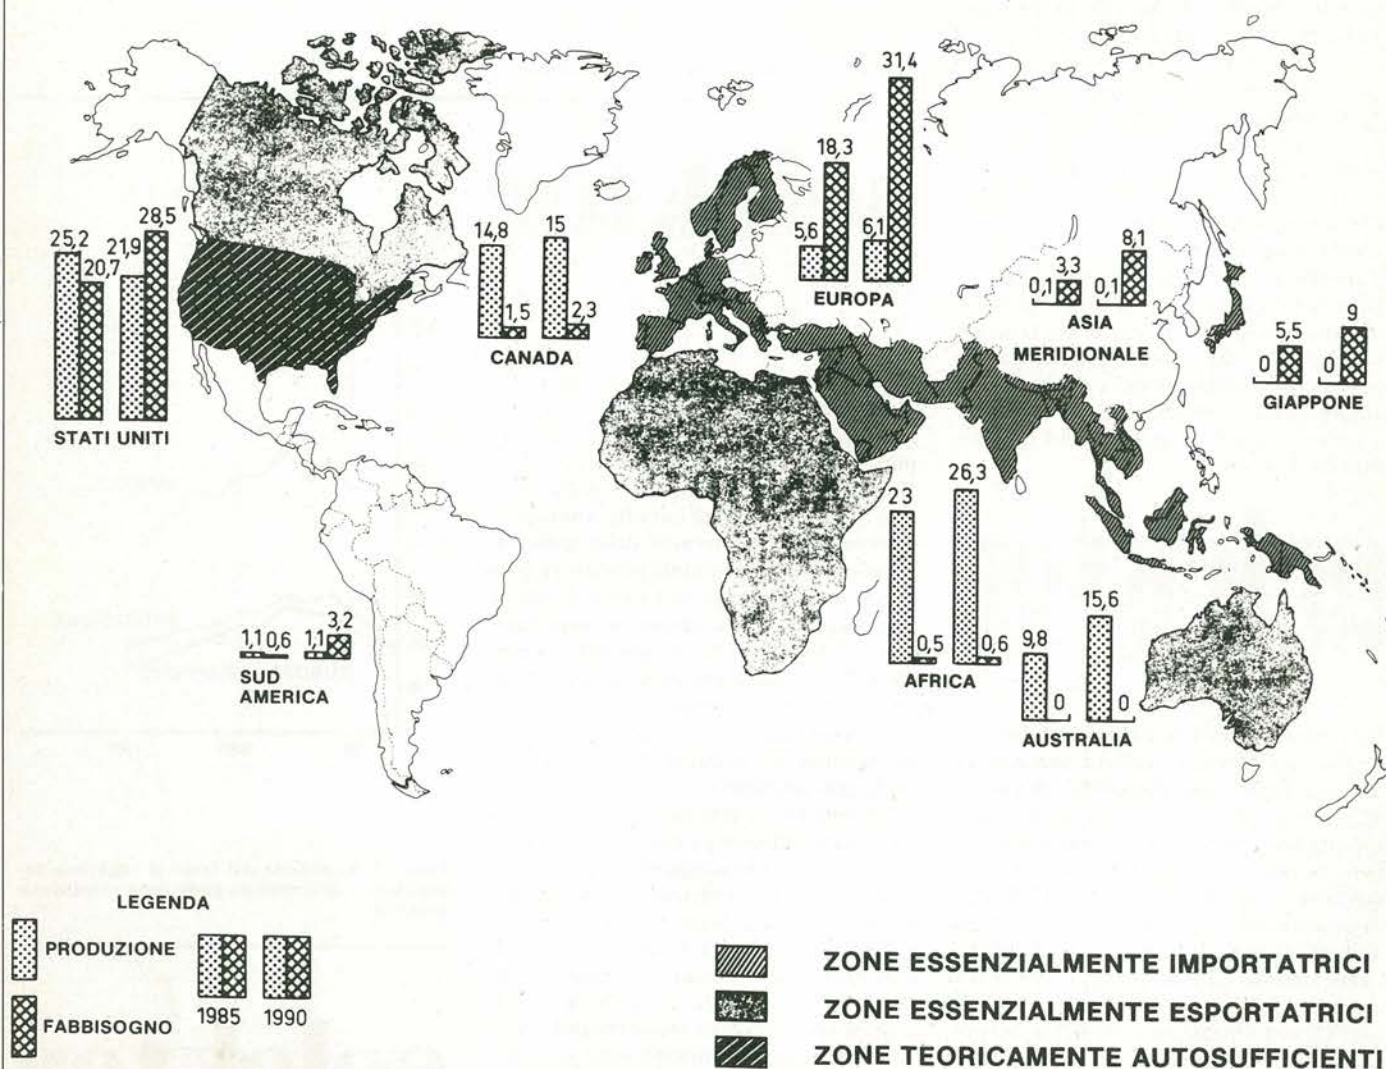 25,2
20,7
21,9
28,5
STATI UNITI
14,8
1,5
15
2,3
CANADA
5,6
18,3
6,1
31,4
EUROPA
0,1
3,3
0,1
8,1
ASIA
MERIDIONALE
0
5,5
0
9
GIAPPONE
1,1
0,6
1,1
3,2
SUD
AMERICA
23
0,5
26,3
0,6
AFRICA
9,8
0
15,6
0
AUSTRALIA
LEGENDA
PRODUZIONE
FABBISOGNO
1985
1990
ZONE ESSENZIALMENTE IMPORTATRICI
ZONE ESSENZIALMENTE ESPORTATRICI
ZONE TEORICAMENTE AUTOSUFFICIENTI